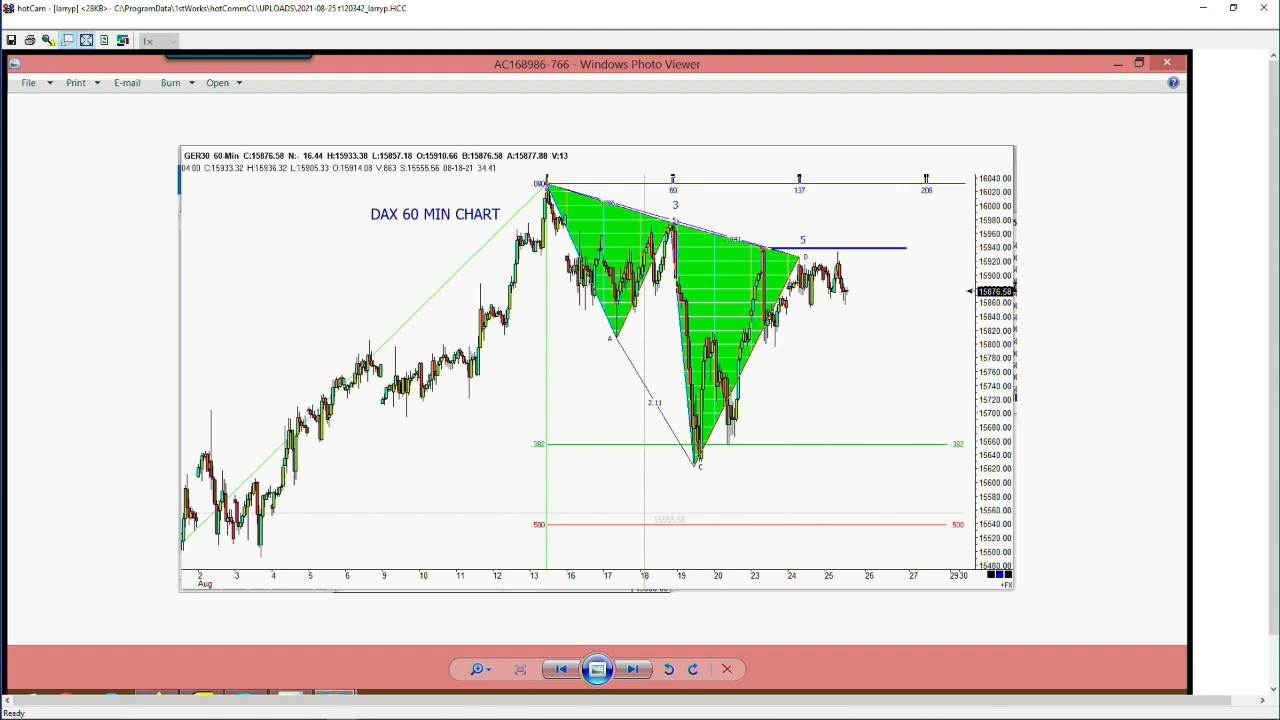 hotCam - [larryp] <28KB> - C:\ProgramData\1stWorks\hotCommCL\UPLOADS\2021-08-25 t120342_larryp.HCC
1x
AC168986-766 - Windows Photo Viewer
File Print E-mail Burn Open
GER30 60-Min C:15876.58 N:- 16.44 H:15933.38 L:15857.18 O:15910.66 B:15876.58 A:15877.88 V:13
04:00 C:15933.32 H:15936.32 L:15905.33 O:15914.08 V:863 S:15555.56 08-18-21 34:41
DAX 60 MIN CHART
69 137 206
3
5
A
C
D
2.11
.382 .382
15555.56
.500 .500
16040.00
16020.00
16000.00
15980.00
15960.00
15940.00
15920.00
15900.00
15876.58
15860.00
15840.00
15820.00
15800.00
15780.00
15760.00
15740.00
15720.00
15700.00
15680.00
15660.00
15640.00
15620.00
15600.00
15580.00
15560.00
15540.00
15520.00
15500.00
15480.00
2 3 4 5 6 9 10 11 12 13 16 17 18 19 20 23 24 25 26 27 2930
Aug
+FX
Ready